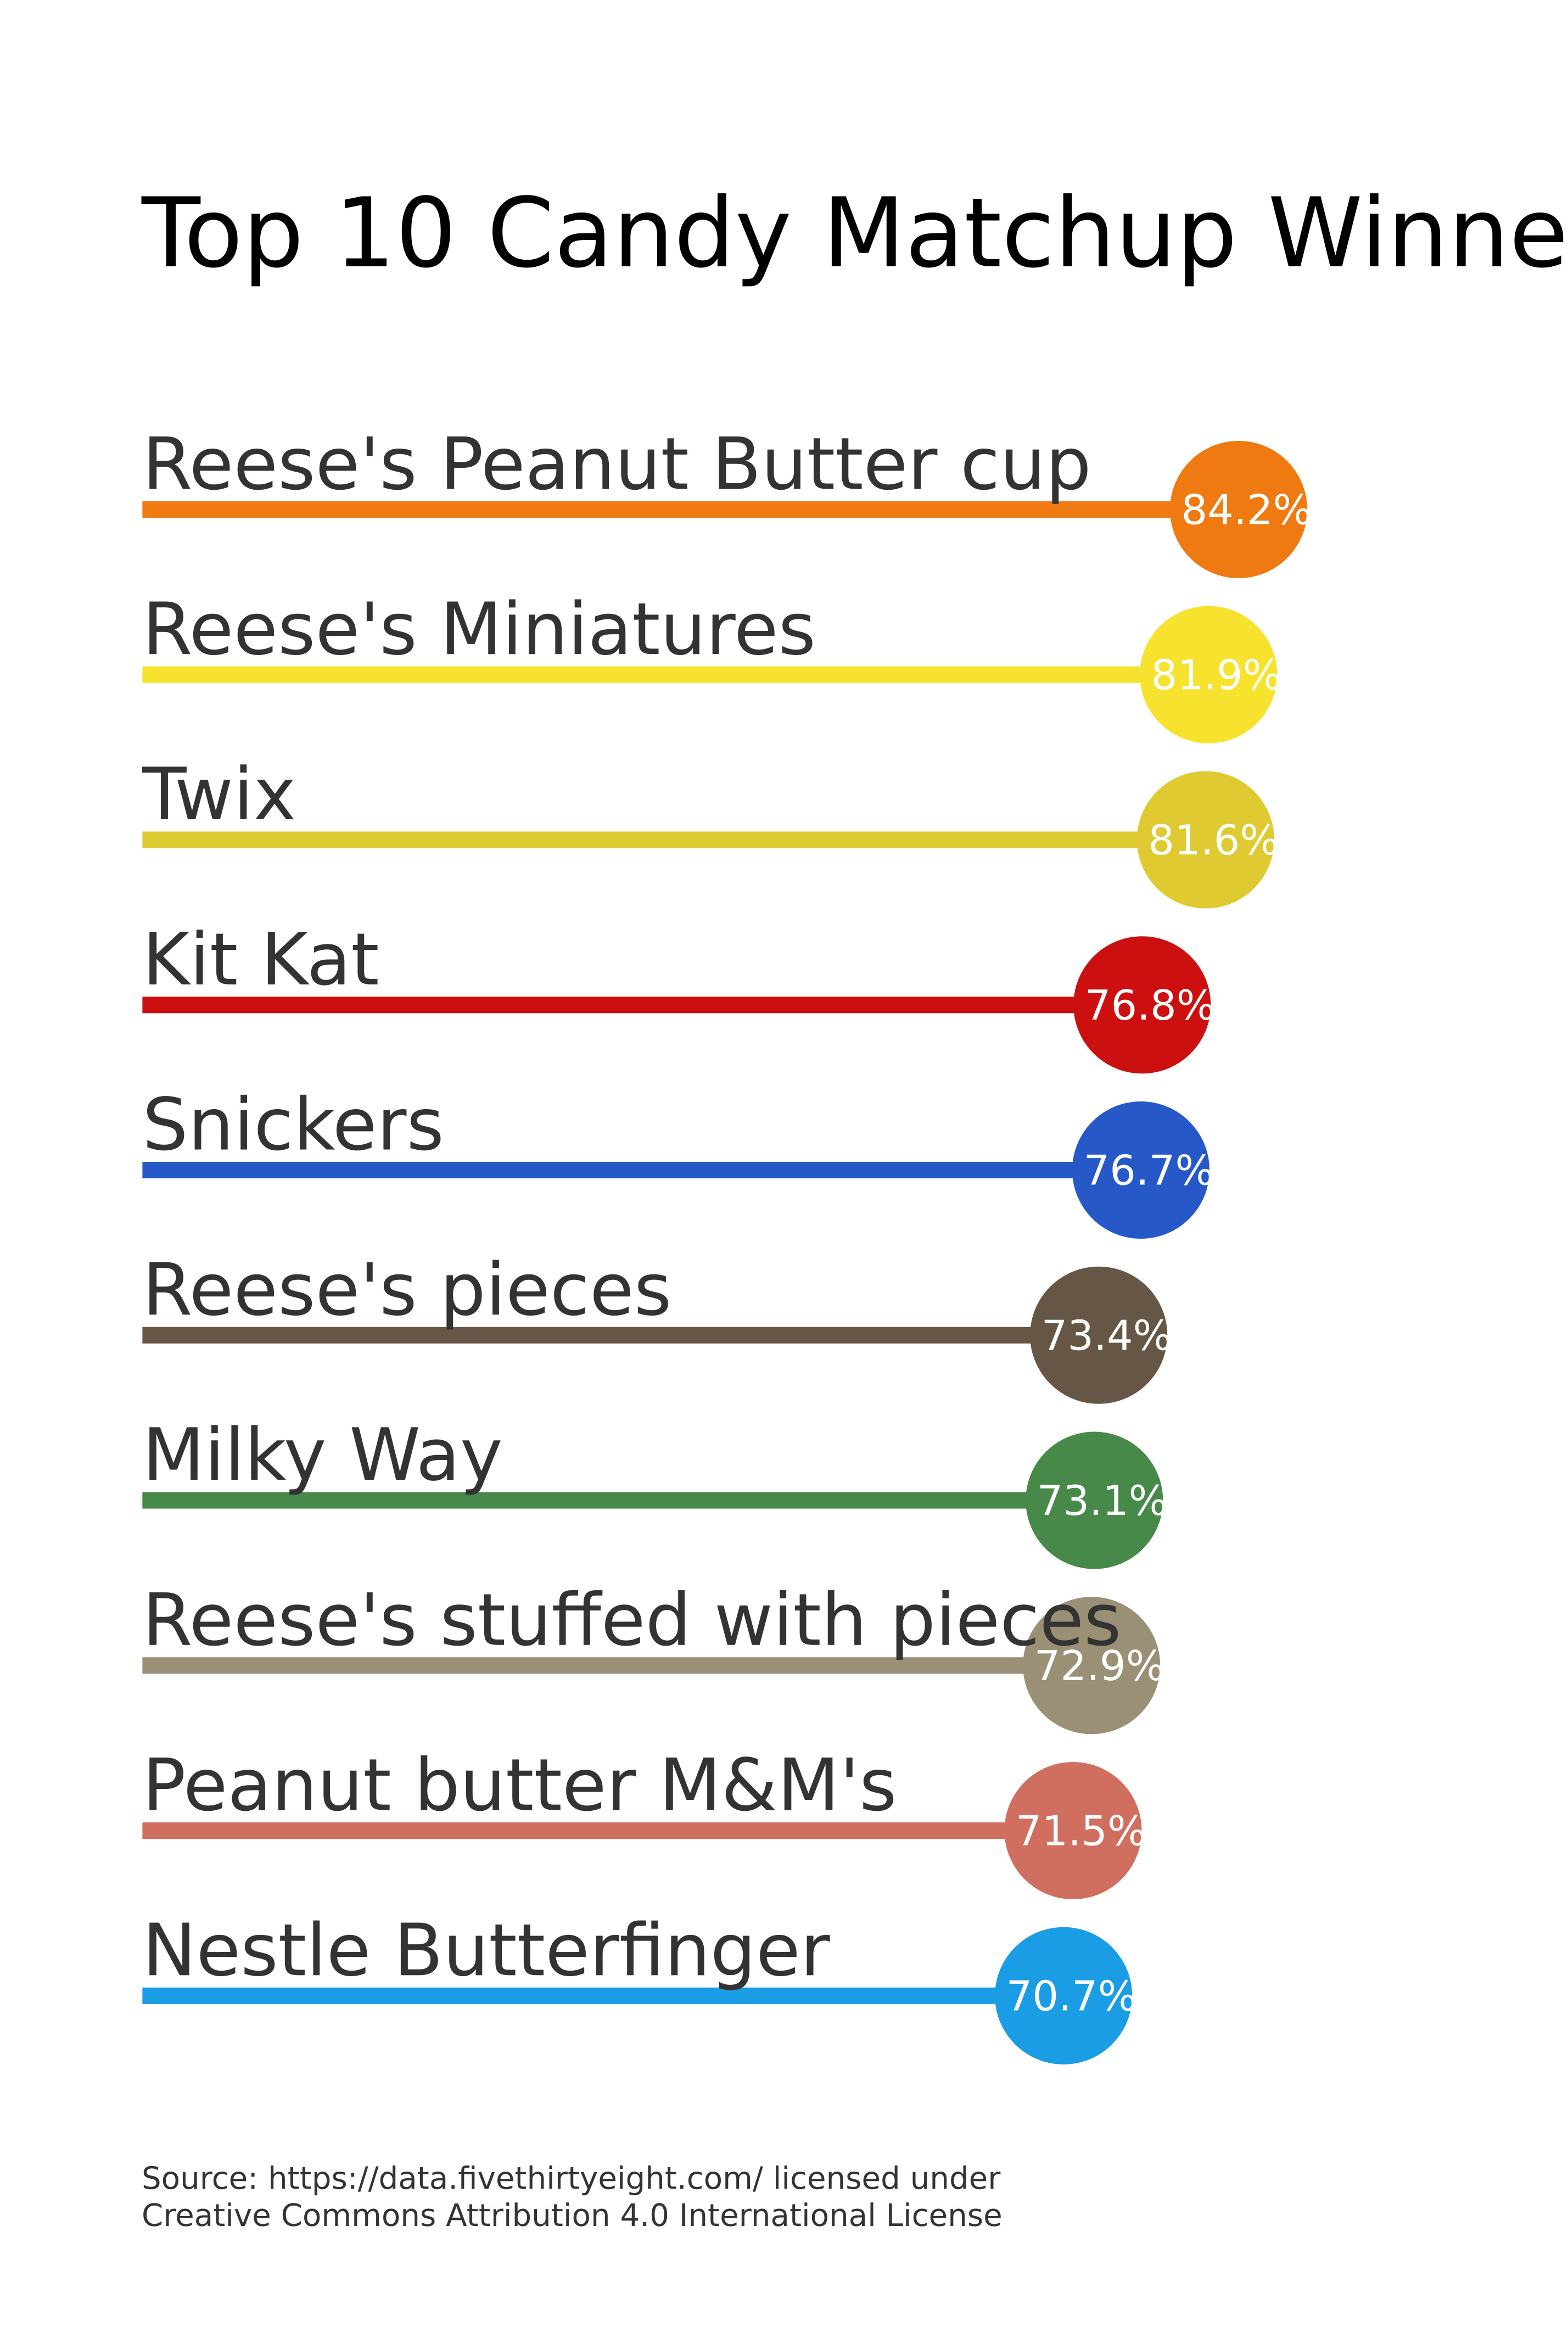 Top 10 Candy Matchup Winne
Reese's Peanut Butter cup
84.2%
Reese's Miniatures
81.9%
Twix
81.6%
Kit Kat
76.8%
Snickers
76.7%
Reese's pieces
73.4%
Milky Way
73.1%
Reese's stuffed with pieces
72.9%
Peanut butter M&M's
71.5%
Nestle Butterfinger
70.7%
Source: https://data.fivethirtyeight.com/ licensed under
Creative Commons Attribution 4.0 International License